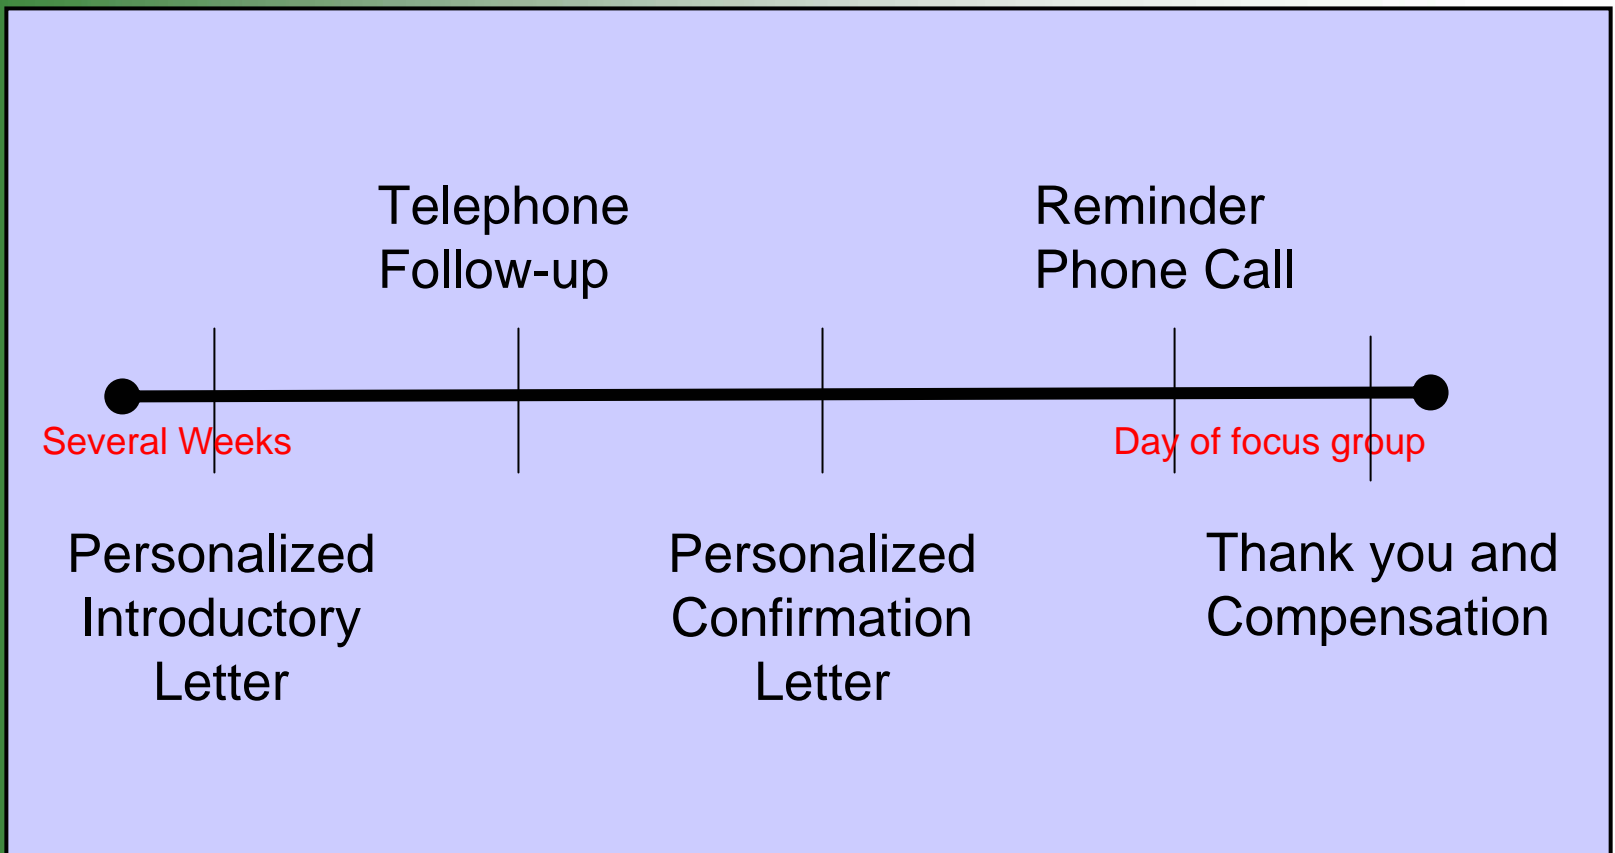 Telephone
Follow-up
Reminder
Phone Call
Several Weeks
Day of focus group
Personalized
Introductory
Letter
Personalized
Confirmation
Letter
Thank you and
Compensation